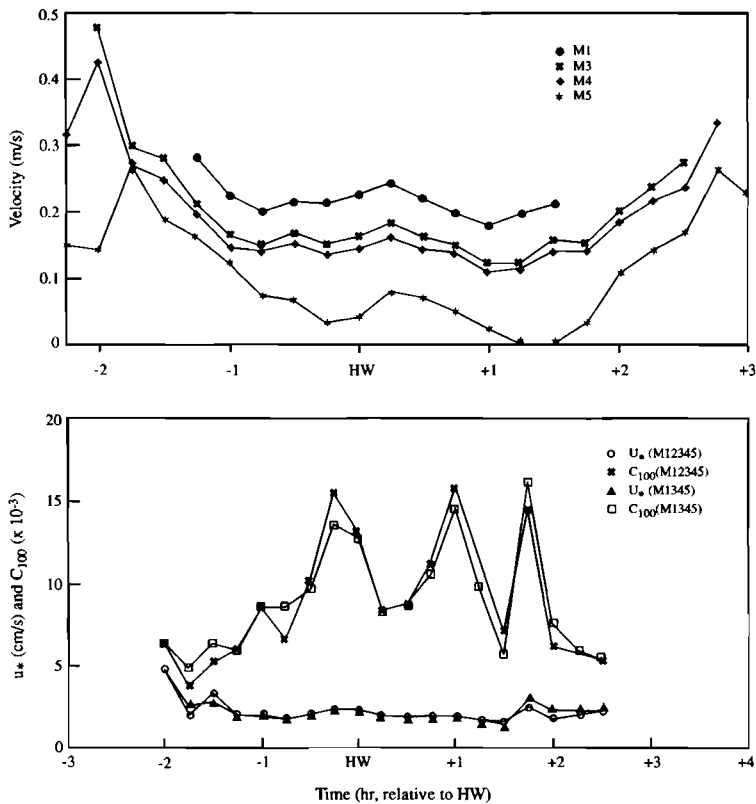 0.5
0.4
0.3
0.2
0.1
0
Velocity (m/s)
M1
M3
M4
M5
-2
-1
HW
+1
+2
+3
20
15
10
5
0
u* (cm/s) and C100 (x 10-3)
U* (M12345)
C100(M12345)
U* (M1345)
C100(M1345)
-3
-2
-1
HW
+1
+2
+3
+4
Time (hr, relative to HW)